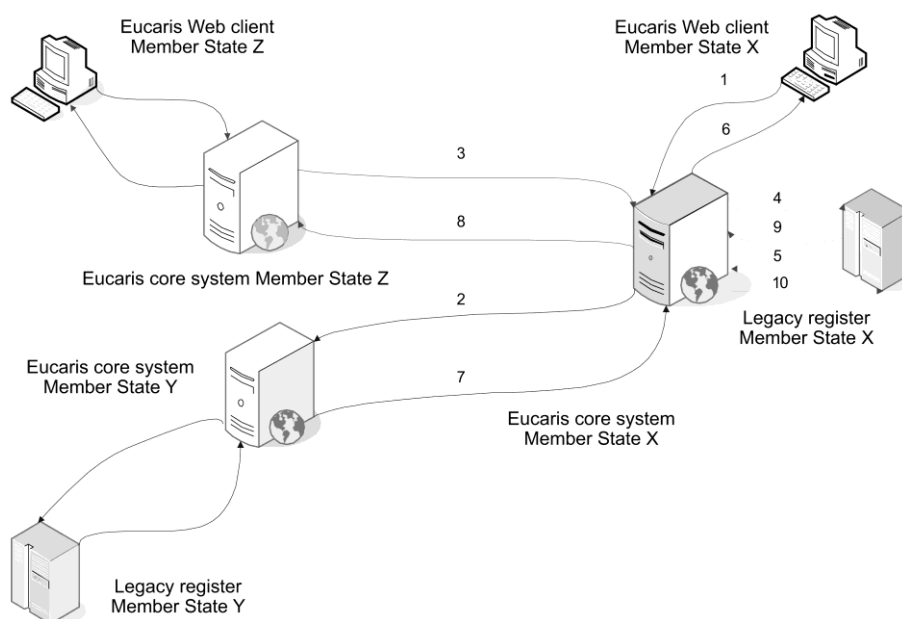 Eucaris Web client
Member State Z
Eucaris Web client
Member State X
1
6
3
4
8
9
5
10
Eucaris core system Member State Z
2
Legacy register
Member State X
Eucaris core system
Member State Y
7
Eucaris core system
Member State X
Legacy register
Member State Y